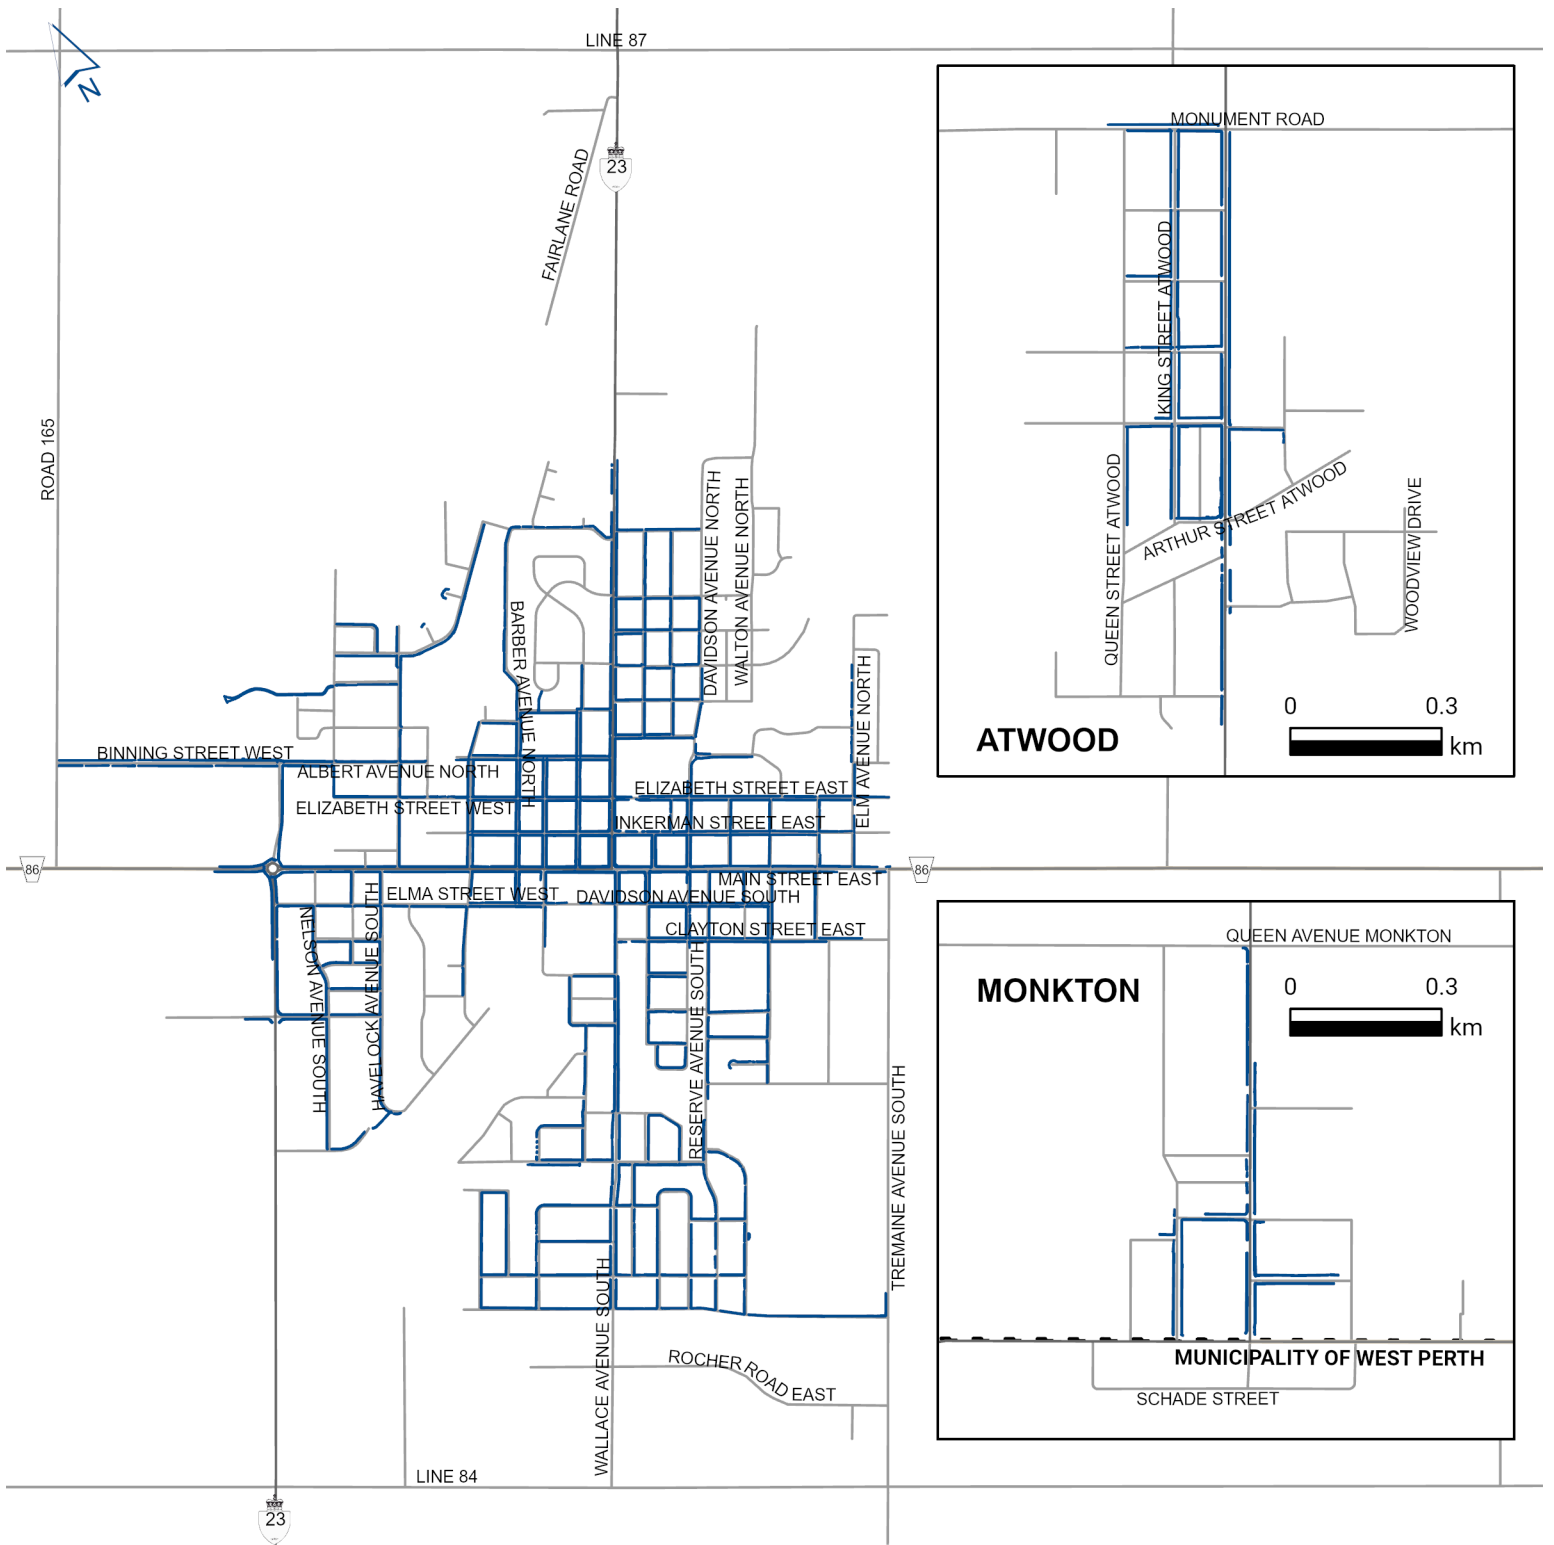 LINE 87
N
23
FAIRLANE ROAD
ROAD 165
DAVIDSON AVENUE NORTH
WALTON AVENUE NORTH
BARBER AVENUE NORTH
ELM AVENUE NORTH
BINNING STREET WEST
ALBERT AVENUE NORTH
ELIZABETH STREET EAST
ELIZABETH STREET WEST
INKERMAN STREET EAST
86
86
MAIN STREET EAST
ELMA STREET WEST
DAVIDSON AVENUE SOUTH
CLAYTON STREET EAST
NELSON AVENUE SOUTH
HAVELOCK AVENUE SOUTH
RESERVE AVENUE SOUTH
TREMAINE AVENUE SOUTH
WALLACE AVENUE SOUTH
ROCHER ROAD EAST
LINE 84
23
MONUMENT ROAD
KING STREET ATWOOD
QUEEN STREET ATWOOD
ARTHUR STREET ATWOOD
WOODVIEW DRIVE
ATWOOD
0 0.3
km
QUEEN AVENUE MONKTON
MONKTON
0 0.3
km
MUNICIPALITY OF WEST PERTH
SCHADE STREET